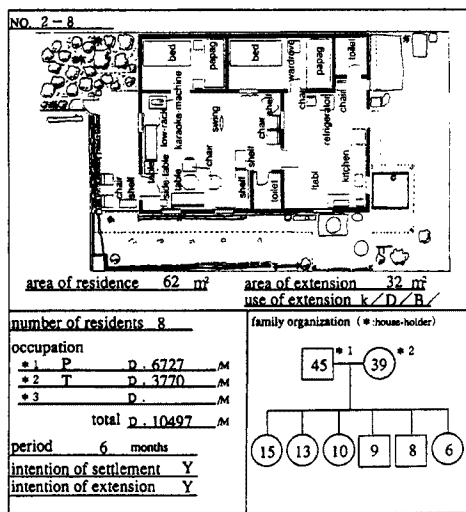 NO. 2-8
bed
papag
bed
wardrove
papag
toilet
low-rack
karaoke-machine
swing
chair
shelf
chair
refrigerator
chair
chair
shelf
table
side-table
table
chair
shelf
shelf
toilet
Itabi
kitchen
area of residence 62 m²
area of extension 32 m²
use of extension k/D/B/
number of residents 8
occupation
*1 P D. 6727 /M
*2 T D. 3770 /M
*3 D. /M
total D. 10497 /M
period 6 months
intention of settlement Y
intention of extension Y
family organization (*:house-holder)
45 *1 39 *2
15 13 10 9 8 6